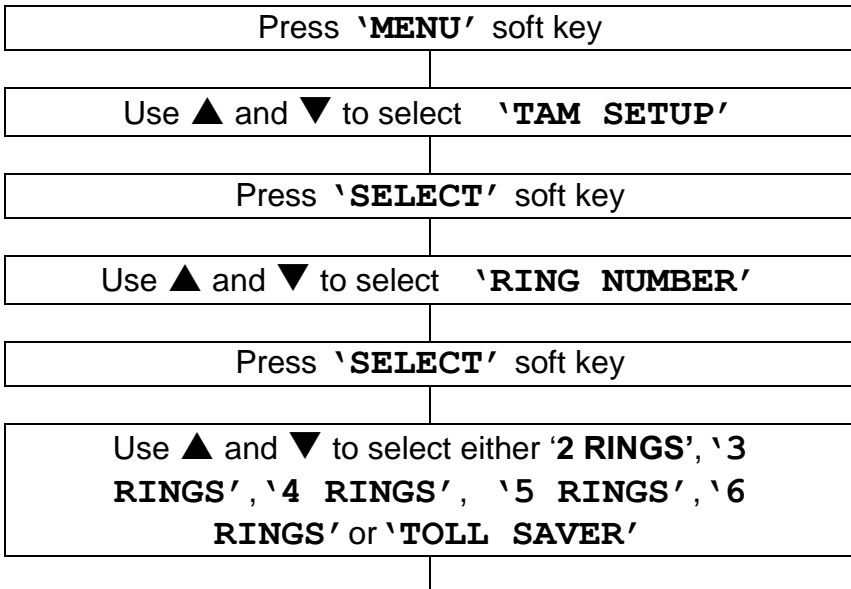 Press ‘MENU’ soft key
Use ▲ and ▼ to select ‘TAM SETUP’
Press ‘SELECT’ soft key
Use ▲ and ▼ to select ‘RING NUMBER’
Press ‘SELECT’ soft key
Use ▲ and ▼ to select either ‘2 RINGS’, ‘3
RINGS’,‘4 RINGS’, ‘5 RINGS’,‘6
RINGS’ or ‘TOLL SAVER’